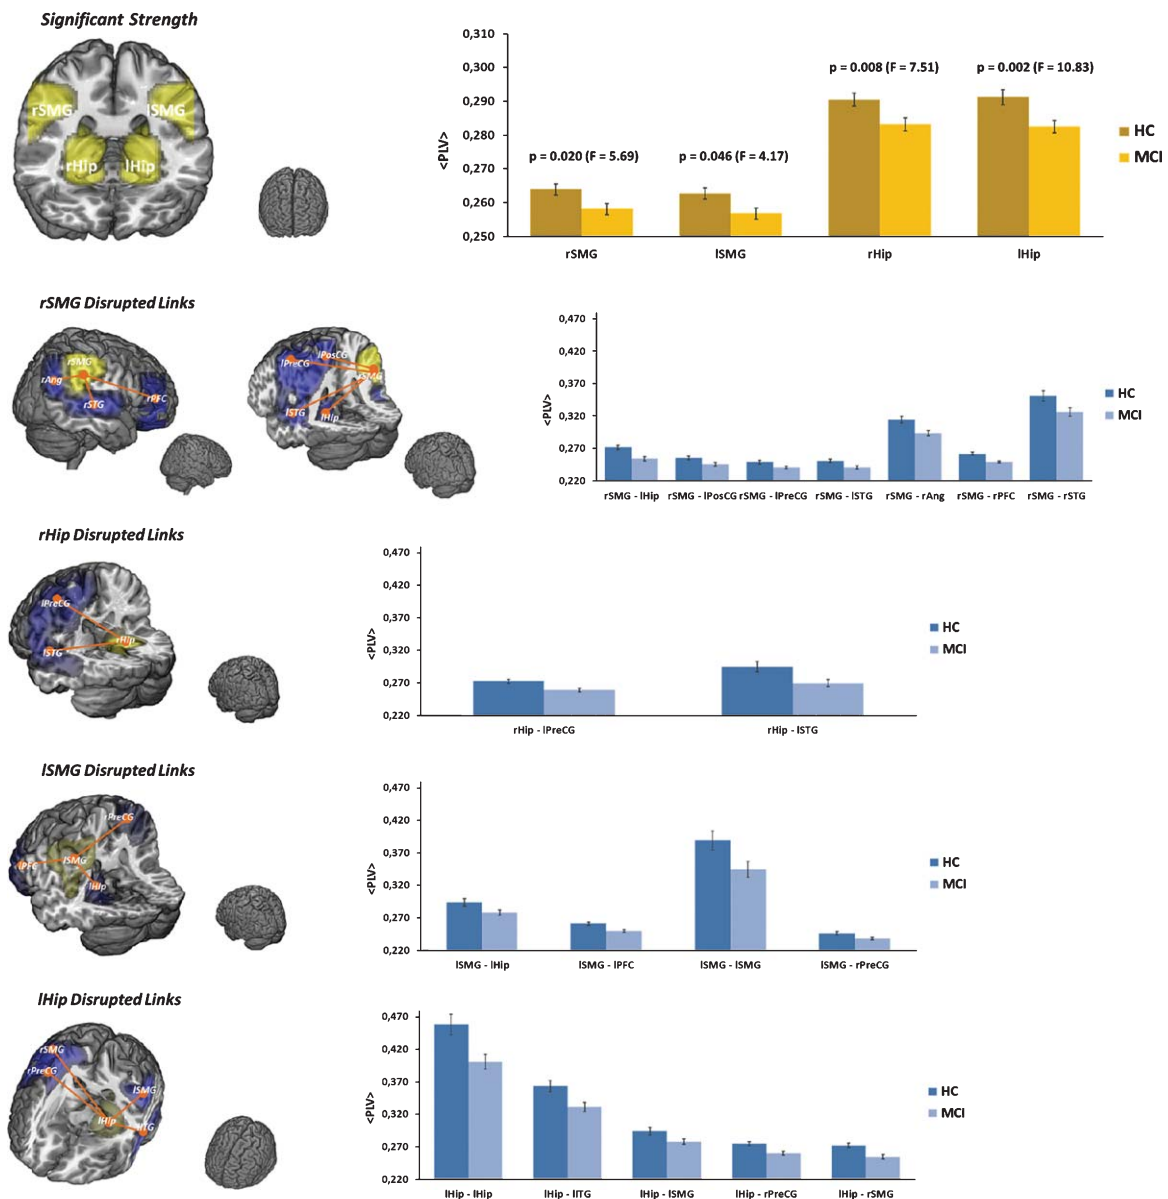 Significant Strength
rSMG
lSMG
rHip
lHip
<PLV>
0,310
0,300
0,290
0,280
0,270
0,260
0,250
p = 0.020 (F = 5.69)
p = 0.046 (F = 4.17)
p = 0.008 (F = 7.51)
p = 0.002 (F = 10.83)
rSMG
lSMG
rHip
lHip
HC
MCI
rSMG Disrupted Links
rSMG
rAng
rSTG
rPFC
lPreCG
lPosCG
rSMG
lSTG
lHip
<PLV>
0,470
0,420
0,370
0,320
0,270
0,220
rSMG - lHip
rSMG - lPosCG
rSMG - lPreCG
rSMG - lSTG
rSMG - rAng
rSMG - rPFC
rSMG - rSTG
HC
MCI
rHip Disrupted Links
lPreCG
lSTG
rHip
<PLV>
0,470
0,420
0,370
0,320
0,270
0,220
rHip - lPreCG
rHip - lSTG
HC
MCI
lSMG Disrupted Links
rPreCG
lPFC
lSMG
lHip
<PLV>
0,470
0,420
0,370
0,320
0,270
0,220
lSMG - lHip
lSMG - lPFC
lSMG - lSMG
lSMG - rPreCG
HC
MCI
lHip Disrupted Links
rSMG
rPreCG
lSMG
lHip
lITG
<PLV>
0,470
0,420
0,370
0,320
0,270
0,220
lHip - lHip
lHip - lITG
lHip - lSMG
lHip - rPreCG
lHip - rSMG
HC
MCI